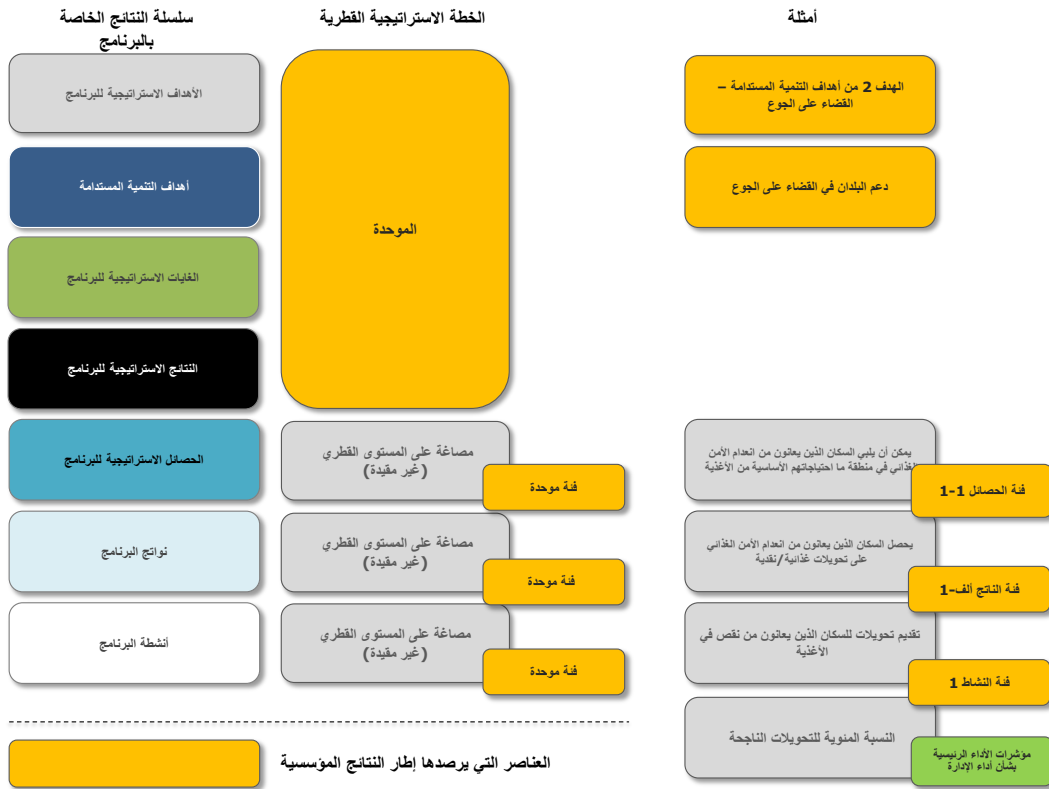 سلسلة النتائج الخاصة
بالبرنامج
الخطة الاستراتيجية القطرية
أمثلة
الأهداف الاستراتيجية للبرنامج
أهداف التنمية المستدامة
الغايات الاستراتيجية للبرنامج
النتائج الاستراتيجية للبرنامج
الموحدة
الهدف 2 من أهداف التنمية المستدامة –
القضاء على الجوع
دعم البلدان في القضاء على الجوع
الحصائل الاستراتيجية للبرنامج
مصاغة على المستوى القطري
(غير مقيدة)
فئة موحدة
يمكن أن يلبي السكان الذين يعانون من انعدام الأمن
الغذائي في منطقة ما احتياجاتهم الأساسية من الأغذية
فئة الحصائل 1-1
نواتج البرنامج
مصاغة على المستوى القطري
(غير مقيدة)
فئة موحدة
يحصل السكان الذين يعانون من انعدام الأمن الغذائي
على تحويلات غذائية/نقدية
فئة الناتج ألف-1
أنشطة البرنامج
مصاغة على المستوى القطري
(غير مقيدة)
فئة موحدة
تقديم تحويلات للسكان الذين يعانون من نقص في
الأغذية
فئة النشاط 1
النسبة المئوية للتحويلات الناجحة
مؤشرات الأداء الرئيسية
بشأن أداء الإدارة
العناصر التي يرصدها إطار النتائج المؤسسية